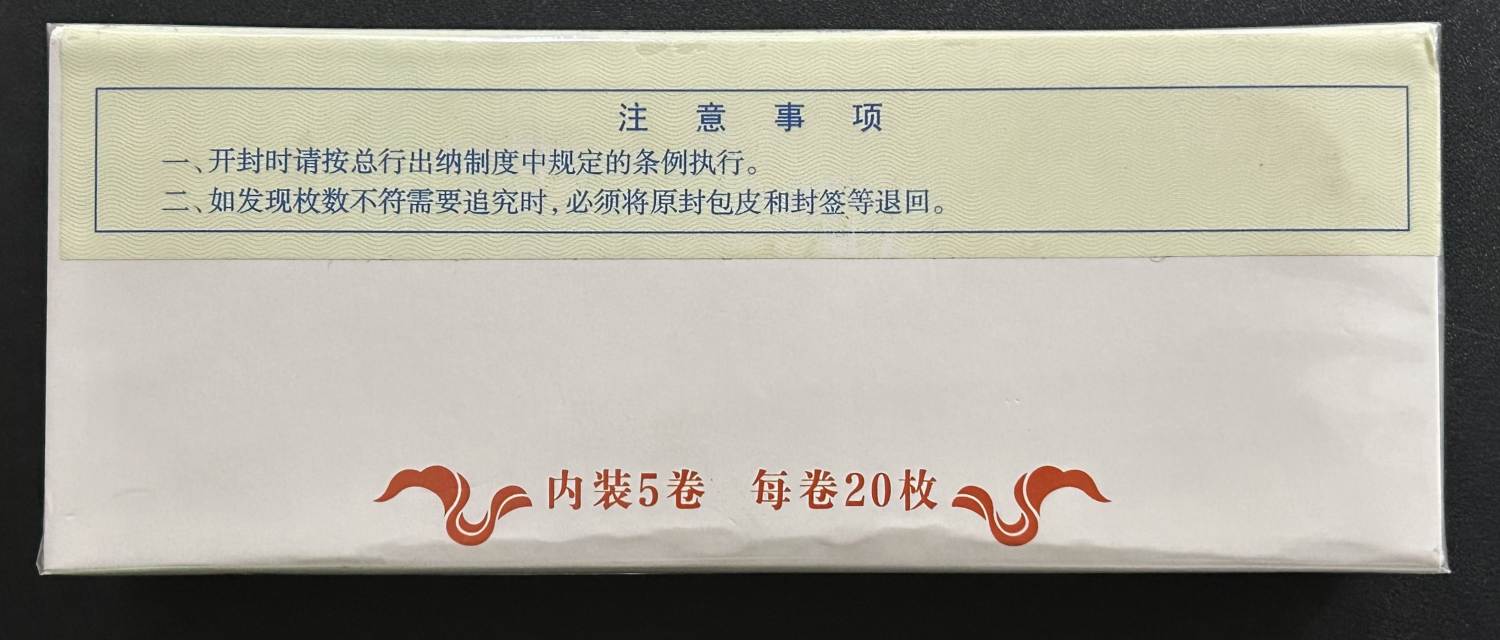 注意事项
一、开封时请按总行出纳制度中规定的条例执行。
二、如发现枚数不符需要追究时,必须将原封包皮和封签等退回。
内装5卷 每卷20枚